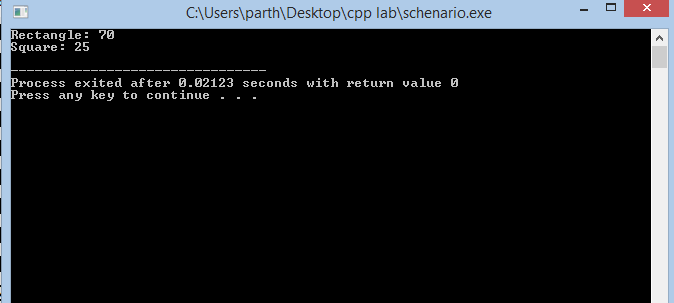 C:\Users\parth\Desktop\cpp lab\schenario.exe
Rectangle: 70
Square: 25
--------------------------------
Process exited after 0.02123 seconds with return value 0
Press any key to continue . . .